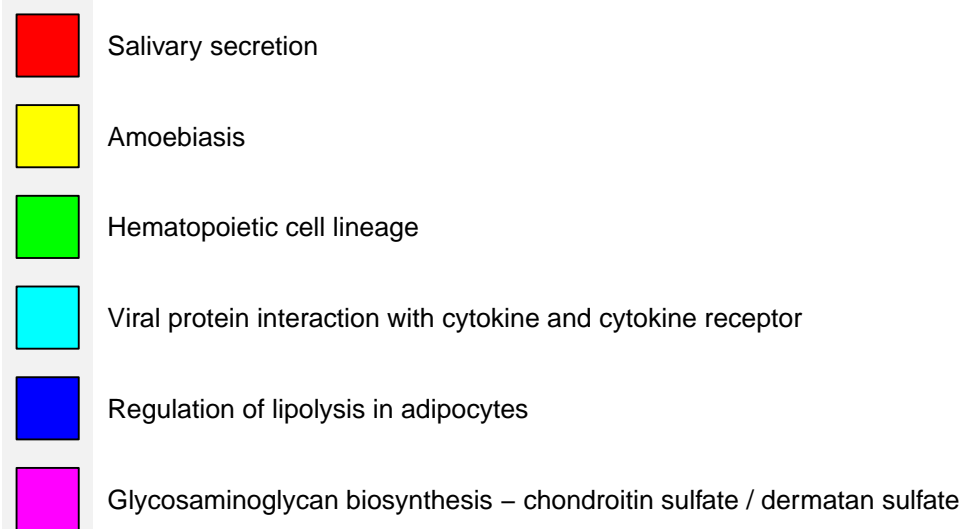 Salivary secretion
Amoebiasis
Hematopoietic cell lineage
Viral protein interaction with cytokine and cytokine receptor
Regulation of lipolysis in adipocytes
Glycosaminoglycan biosynthesis − chondroitin sulfate / dermatan sulfate